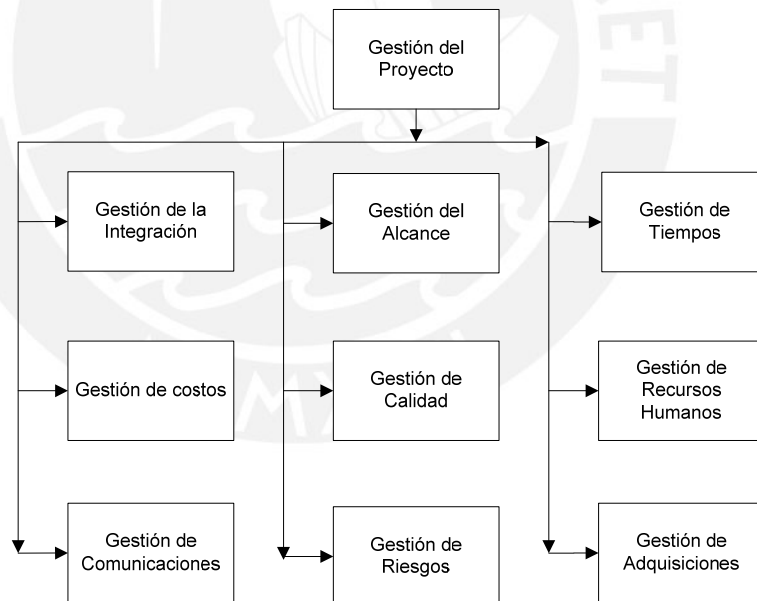 Gestión del
Proyecto
Gestión de la
Integración
Gestión del
Alcance
Gestión de
Tiempos
Gestión de costos
Gestión de
Calidad
Gestión de
Recursos
Humanos
Gestión de
Comunicaciones
Gestión de
Riesgos
Gestión de
Adquisiciones